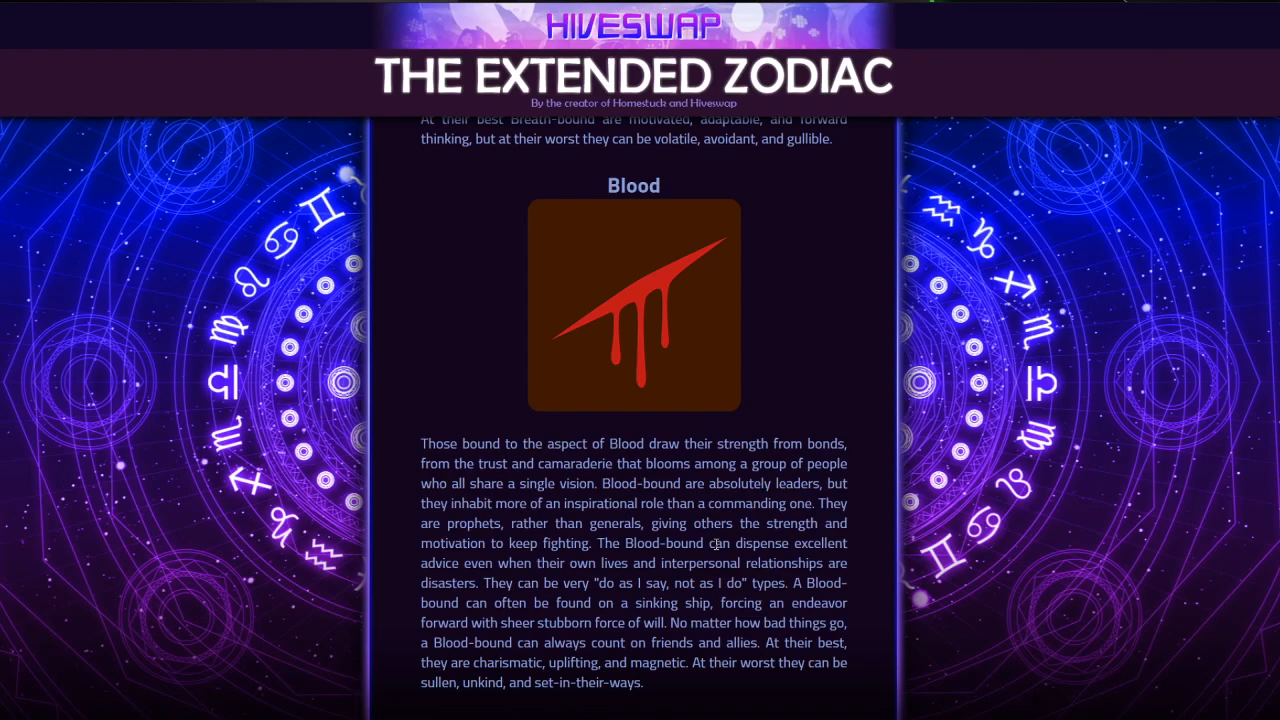 HIVESWAP
THE EXTENDED ZODIAC
By the creator of Homestuck and Hiveswap
At their best Breath-bound are motivated, adaptable, and forward
thinking, but at their worst they can be volatile, avoidant, and gullible.
Blood
Those bound to the aspect of Blood draw their strength from bonds,
from the trust and camaraderie that blooms among a group of people
who all share a single vision. Blood-bound are absolutely leaders, but
they inhabit more of an inspirational role than a commanding one. They
are prophets, rather than generals, giving others the strength and
motivation to keep fighting. The Blood-bound can dispense excellent
advice even when their own lives and interpersonal relationships are
disasters. They can be very "do as I say, not as I do" types. A Blood-
bound can often be found on a sinking ship, forcing an endeavor
forward with sheer stubborn force of will. No matter how bad things go,
a Blood-bound can always count on friends and allies. At their best,
they are charismatic, uplifting, and magnetic. At their worst they can be
sullen, unkind, and set-in-their-ways.